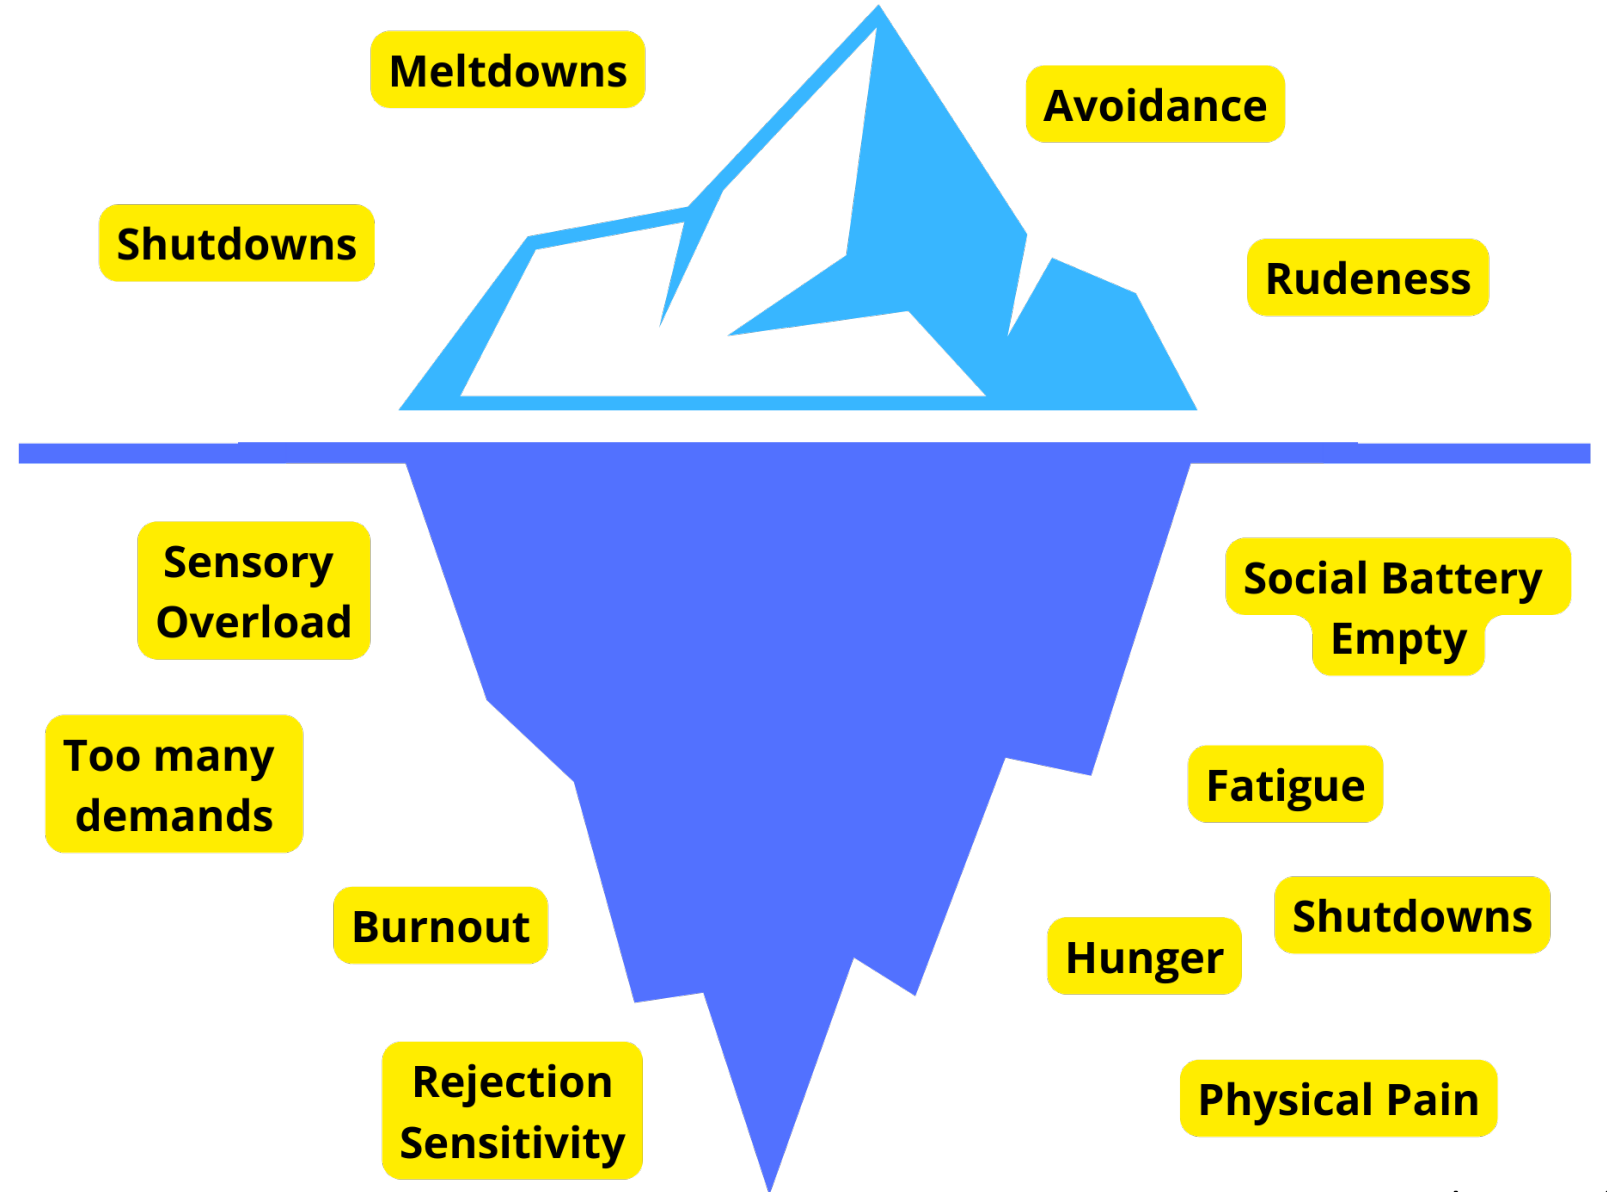 Meltdowns
Avoidance
Shutdowns
Rudeness
Sensory
Overload
Social Battery
Empty
Too many
demands
Fatigue
Burnout
Shutdowns
Hunger
Rejection
Sensitivity
Physical Pain